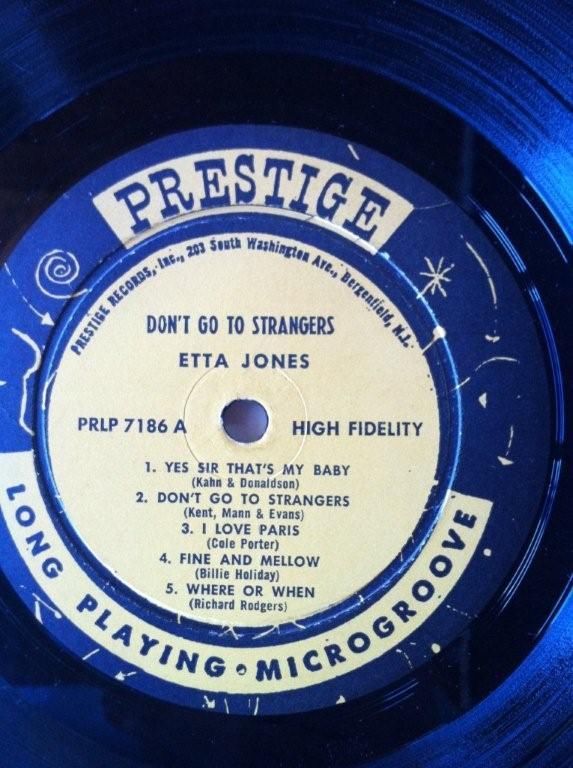 PRESTIGE
PRESTIGE RECORDS, Inc., 203 South Washington Ave., Bergenfield, N.J.
DON'T GO TO STRANGERS
ETTA JONES
PRLP 7186 A HIGH FIDELITY
1. YES SIR THAT'S MY BABY
(Kahn & Donaldson)
2. DON'T GO TO STRANGERS
(Kent, Mann & Evans)
3. I LOVE PARIS
(Cole Porter)
4. FINE AND MELLOW
(Billie Holiday)
5. WHERE OR WHEN
(Richard Rodgers)
LONG PLAYING • MICROGROOVE